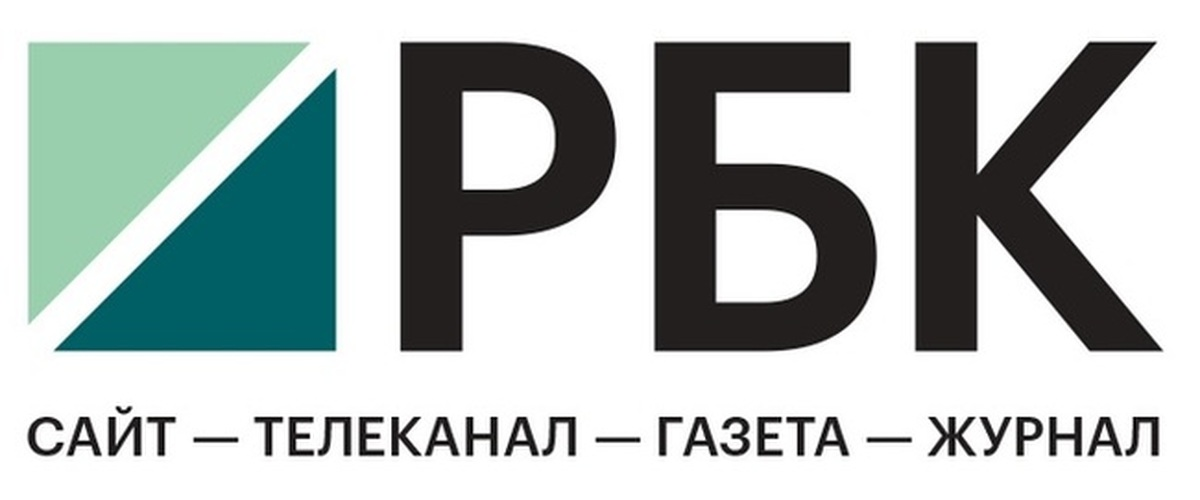 РБК
САЙТ — ТЕЛЕКАНАЛ — ГАЗЕТА — ЖУРНАЛ